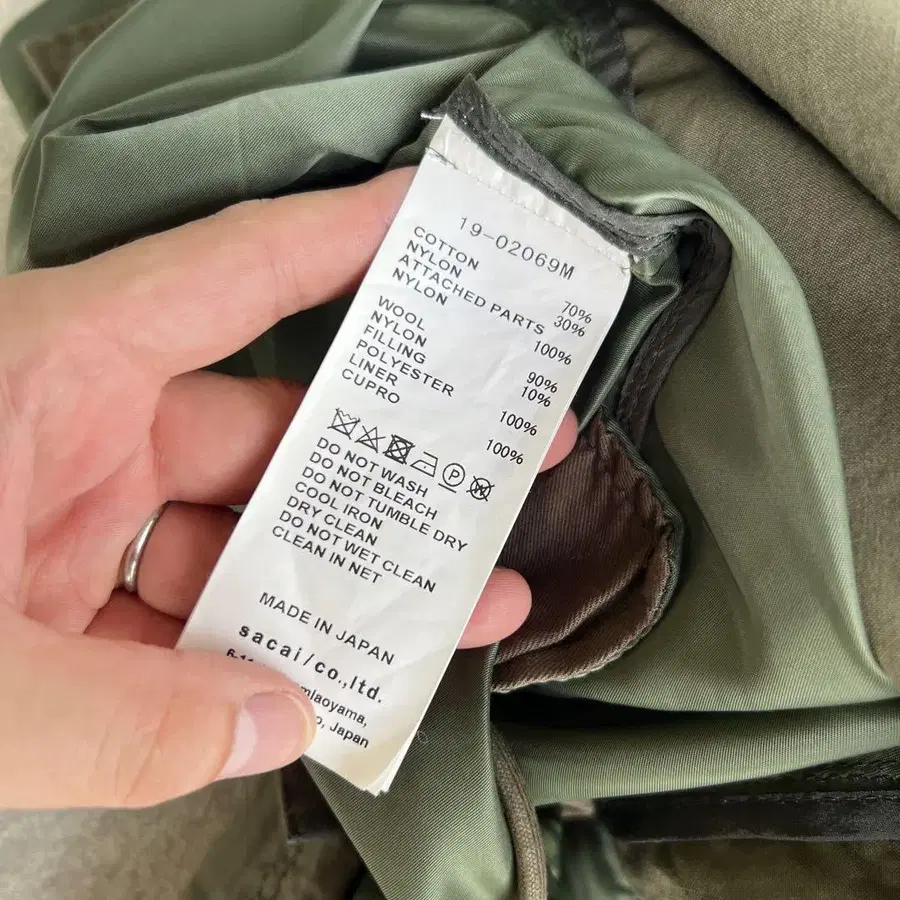 19-02069M
COTTON 70%
NYLON 30%
ATTACHED PARTS
NYLON 100%
WOOL 90%
NYLON 10%
FILLING
POLYESTER 100%
LINER
CUPRO 100%
P
DO NOT WASH
DO NOT BLEACH
DO NOT TUMBLE DRY
COOL IRON
DRY CLEAN
DO NOT WET CLEAN
CLEAN IN NET
MADE IN JAPAN
sacai/co.,ltd.
Japan